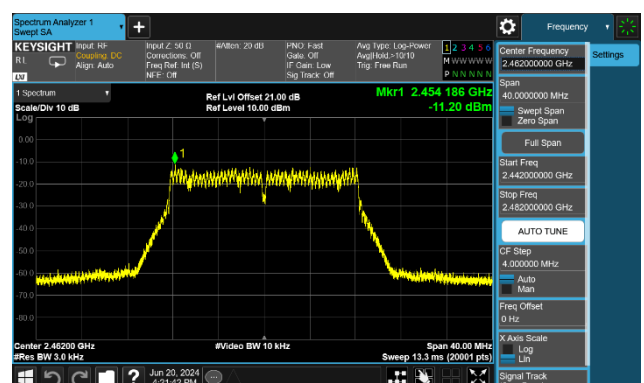 Spectrum Analyzer 1
Swept SA
Frequency
KEYSIGHT
RL
Input: RF
Coupling: DC
Align: Auto
Input Z: 50 Ω
Corrections: Off
Freq Ref: Int (S)
NFE: Off
#Atten: 20 dB
PNO: Fast
Gate: Off
IF Gain: Low
Sig Track: Off
Avg Type: Log-Power
Avg|Hold:>10/10
Trig: Free Run
1 2 3 4 5 6
M W W W W W
P N N N N N
LXI
1 Spectrum
Scale/Div 10 dB
Log
Ref Lvl Offset 21.00 dB
Ref Level 10.00 dBm
Mkr1 2.454 186 GHz
-11.20 dBm
1
0.00
-10.0
-20.0
-30.0
-40.0
-50.0
-60.0
-70.0
-80.0
Center 2.46200 GHz
#Res BW 3.0 kHz
#Video BW 10 kHz
Span 40.00 MHz
Sweep 13.3 ms (20001 pts)
Jun 20, 2024
4:21:42 PM
Center Frequency
2.462000000 GHz
Settings
Span
40.0000000 MHz
Swept Span
Zero Span
Full Span
Start Freq
2.442000000 GHz
Stop Freq
2.482000000 GHz
AUTO TUNE
CF Step
4.000000 MHz
Auto
Man
Freq Offset
0 Hz
X Axis Scale
Log
Lin
Signal Track